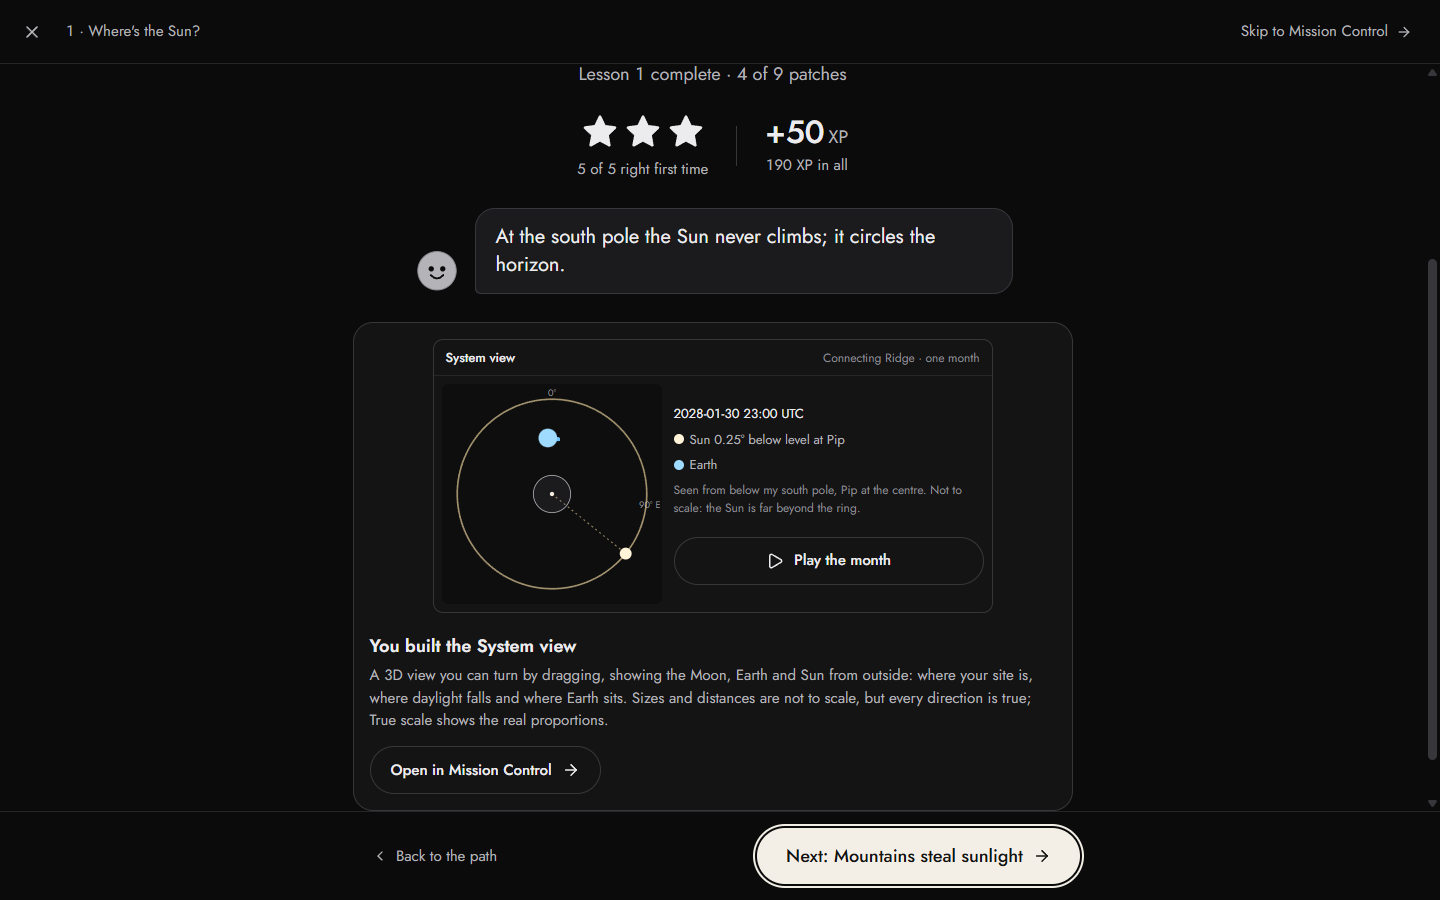 1 · Where's the Sun?
Skip to Mission Control
Lesson 1 complete · 4 of 9 patches
5 of 5 right first time
+50 XP
190 XP in all
At the south pole the Sun never climbs; it circles the
horizon.
System view
Connecting Ridge · one month
0°
90° E
2028-01-30 23:00 UTC
Sun 0.25° below level at Pip
Earth
Seen from below my south pole, Pip at the centre. Not to
scale: the Sun is far beyond the ring.
Play the month
You built the System view
A 3D view you can turn by dragging, showing the Moon, Earth and Sun from outside: where your site is,
where daylight falls and where Earth sits. Sizes and distances are not to scale, but every direction is true;
True scale shows the real proportions.
Open in Mission Control
Back to the path
Next: Mountains steal sunlight